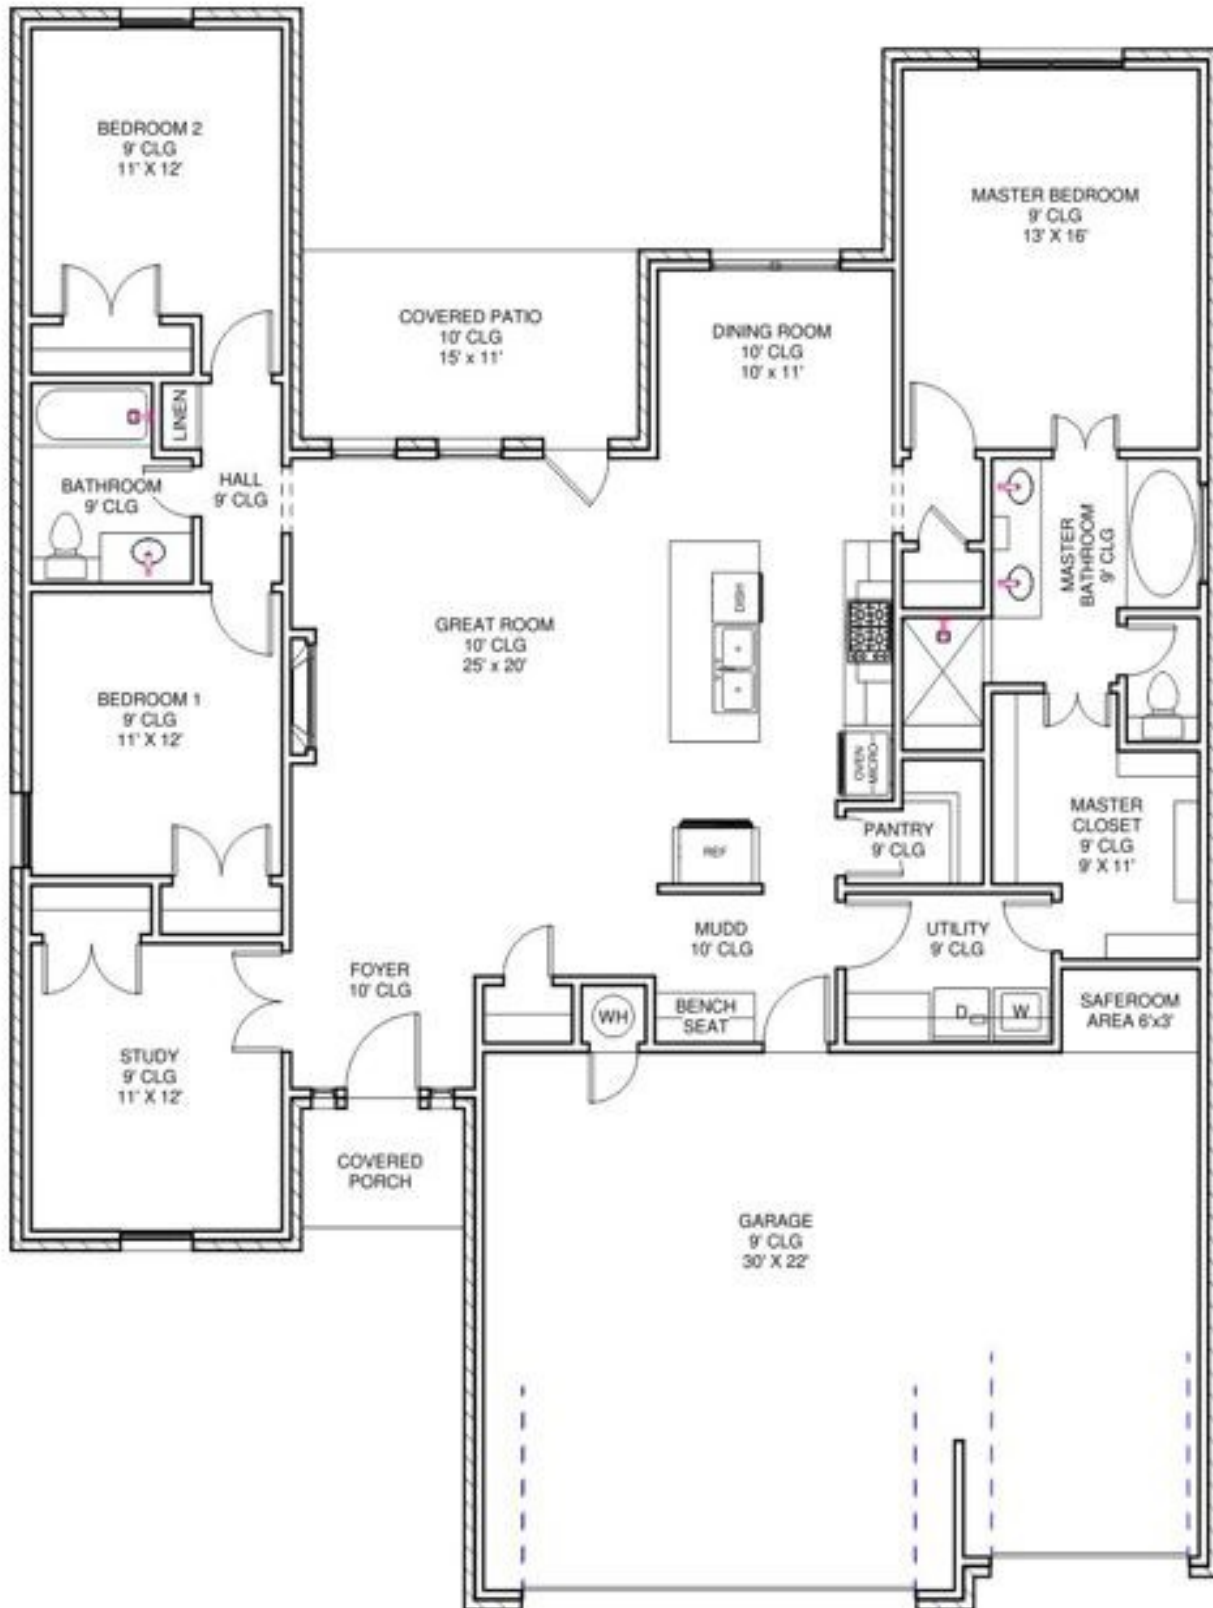 BEDROOM 2
9' CLG
11' X 12'
MASTER BEDROOM
9' CLG
13' X 16'
COVERED PATIO
10' CLG
15' x 11'
DINING ROOM
10' CLG
10' x 11'
LINEN
BATHROOM
9' CLG
HALL
9' CLG
MASTER
BATHROOM
9' CLG
DISH
GREAT ROOM
10' CLG
25' x 20'
BEDROOM 1
9' CLG
11' X 12'
OVEN
MICRO
PANTRY
9' CLG
MASTER
CLOSET
9' CLG
9' X 11'
REF
MUDD
10' CLG
UTILITY
9' CLG
FOYER
10' CLG
WH
BENCH
SEAT
D
W
SAFEROOM
AREA 6'x3'
STUDY
9' CLG
11' X 12'
COVERED
PORCH
GARAGE
9' CLG
30' X 22'